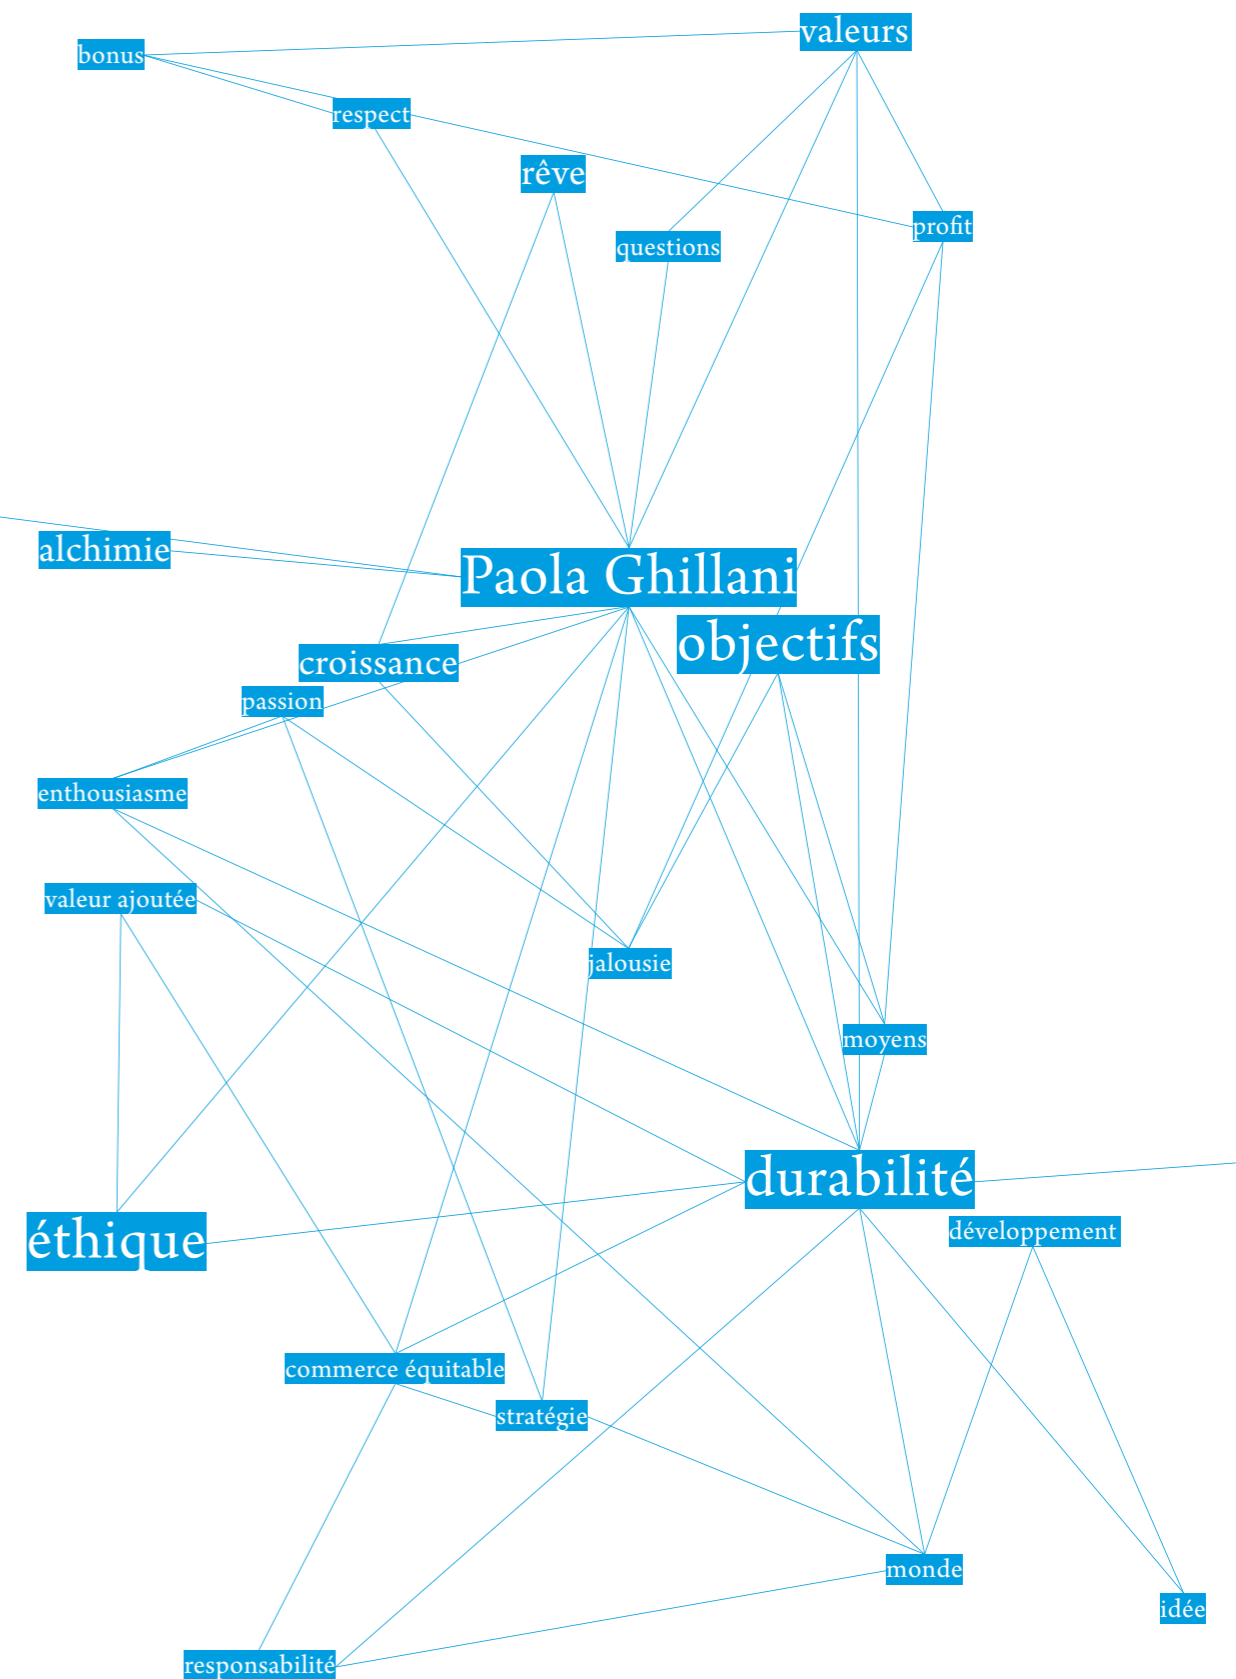 valeurs
bonus
respect
rêve
profit
questions
alchimie
Paola Ghillani
objectifs
croissance
passion
enthousiasme
valeur ajoutée
jalousie
moyens
durabilité
développement
éthique
commerce équitable
stratégie
monde
idée
responsabilité